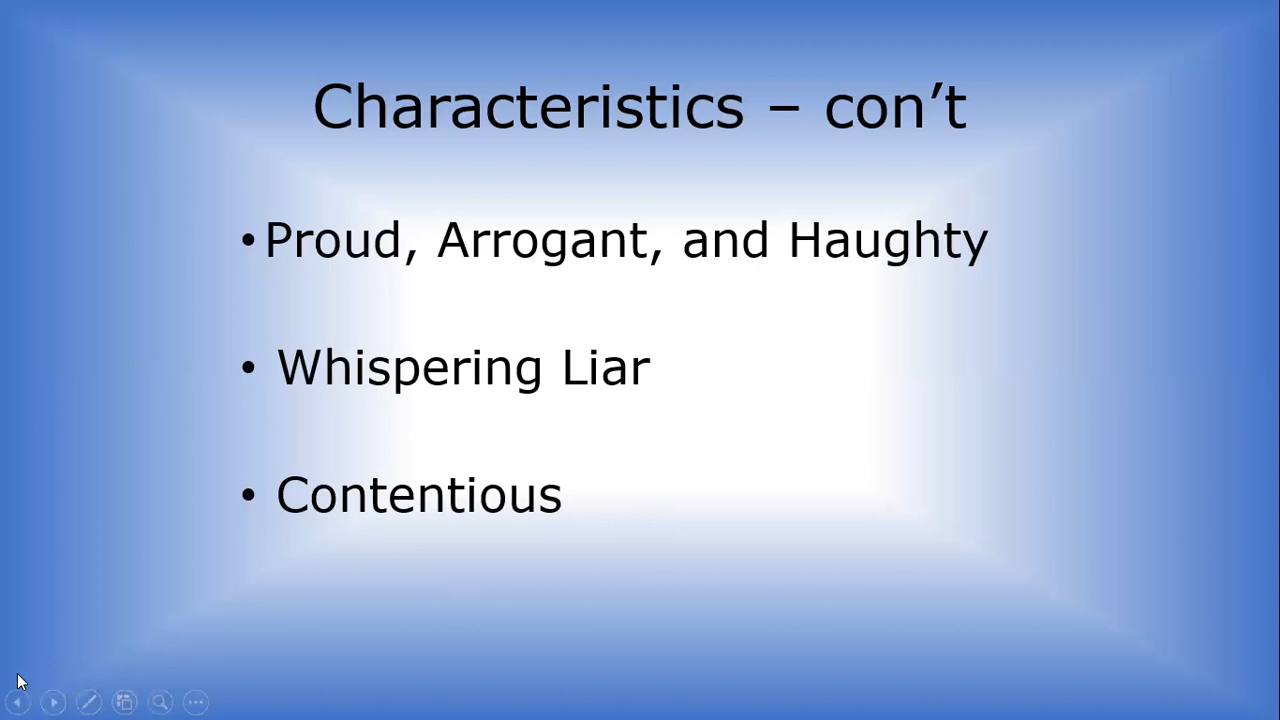 Characteristics – con’t
•Proud, Arrogant, and Haughty
• Whispering Liar
• Contentious